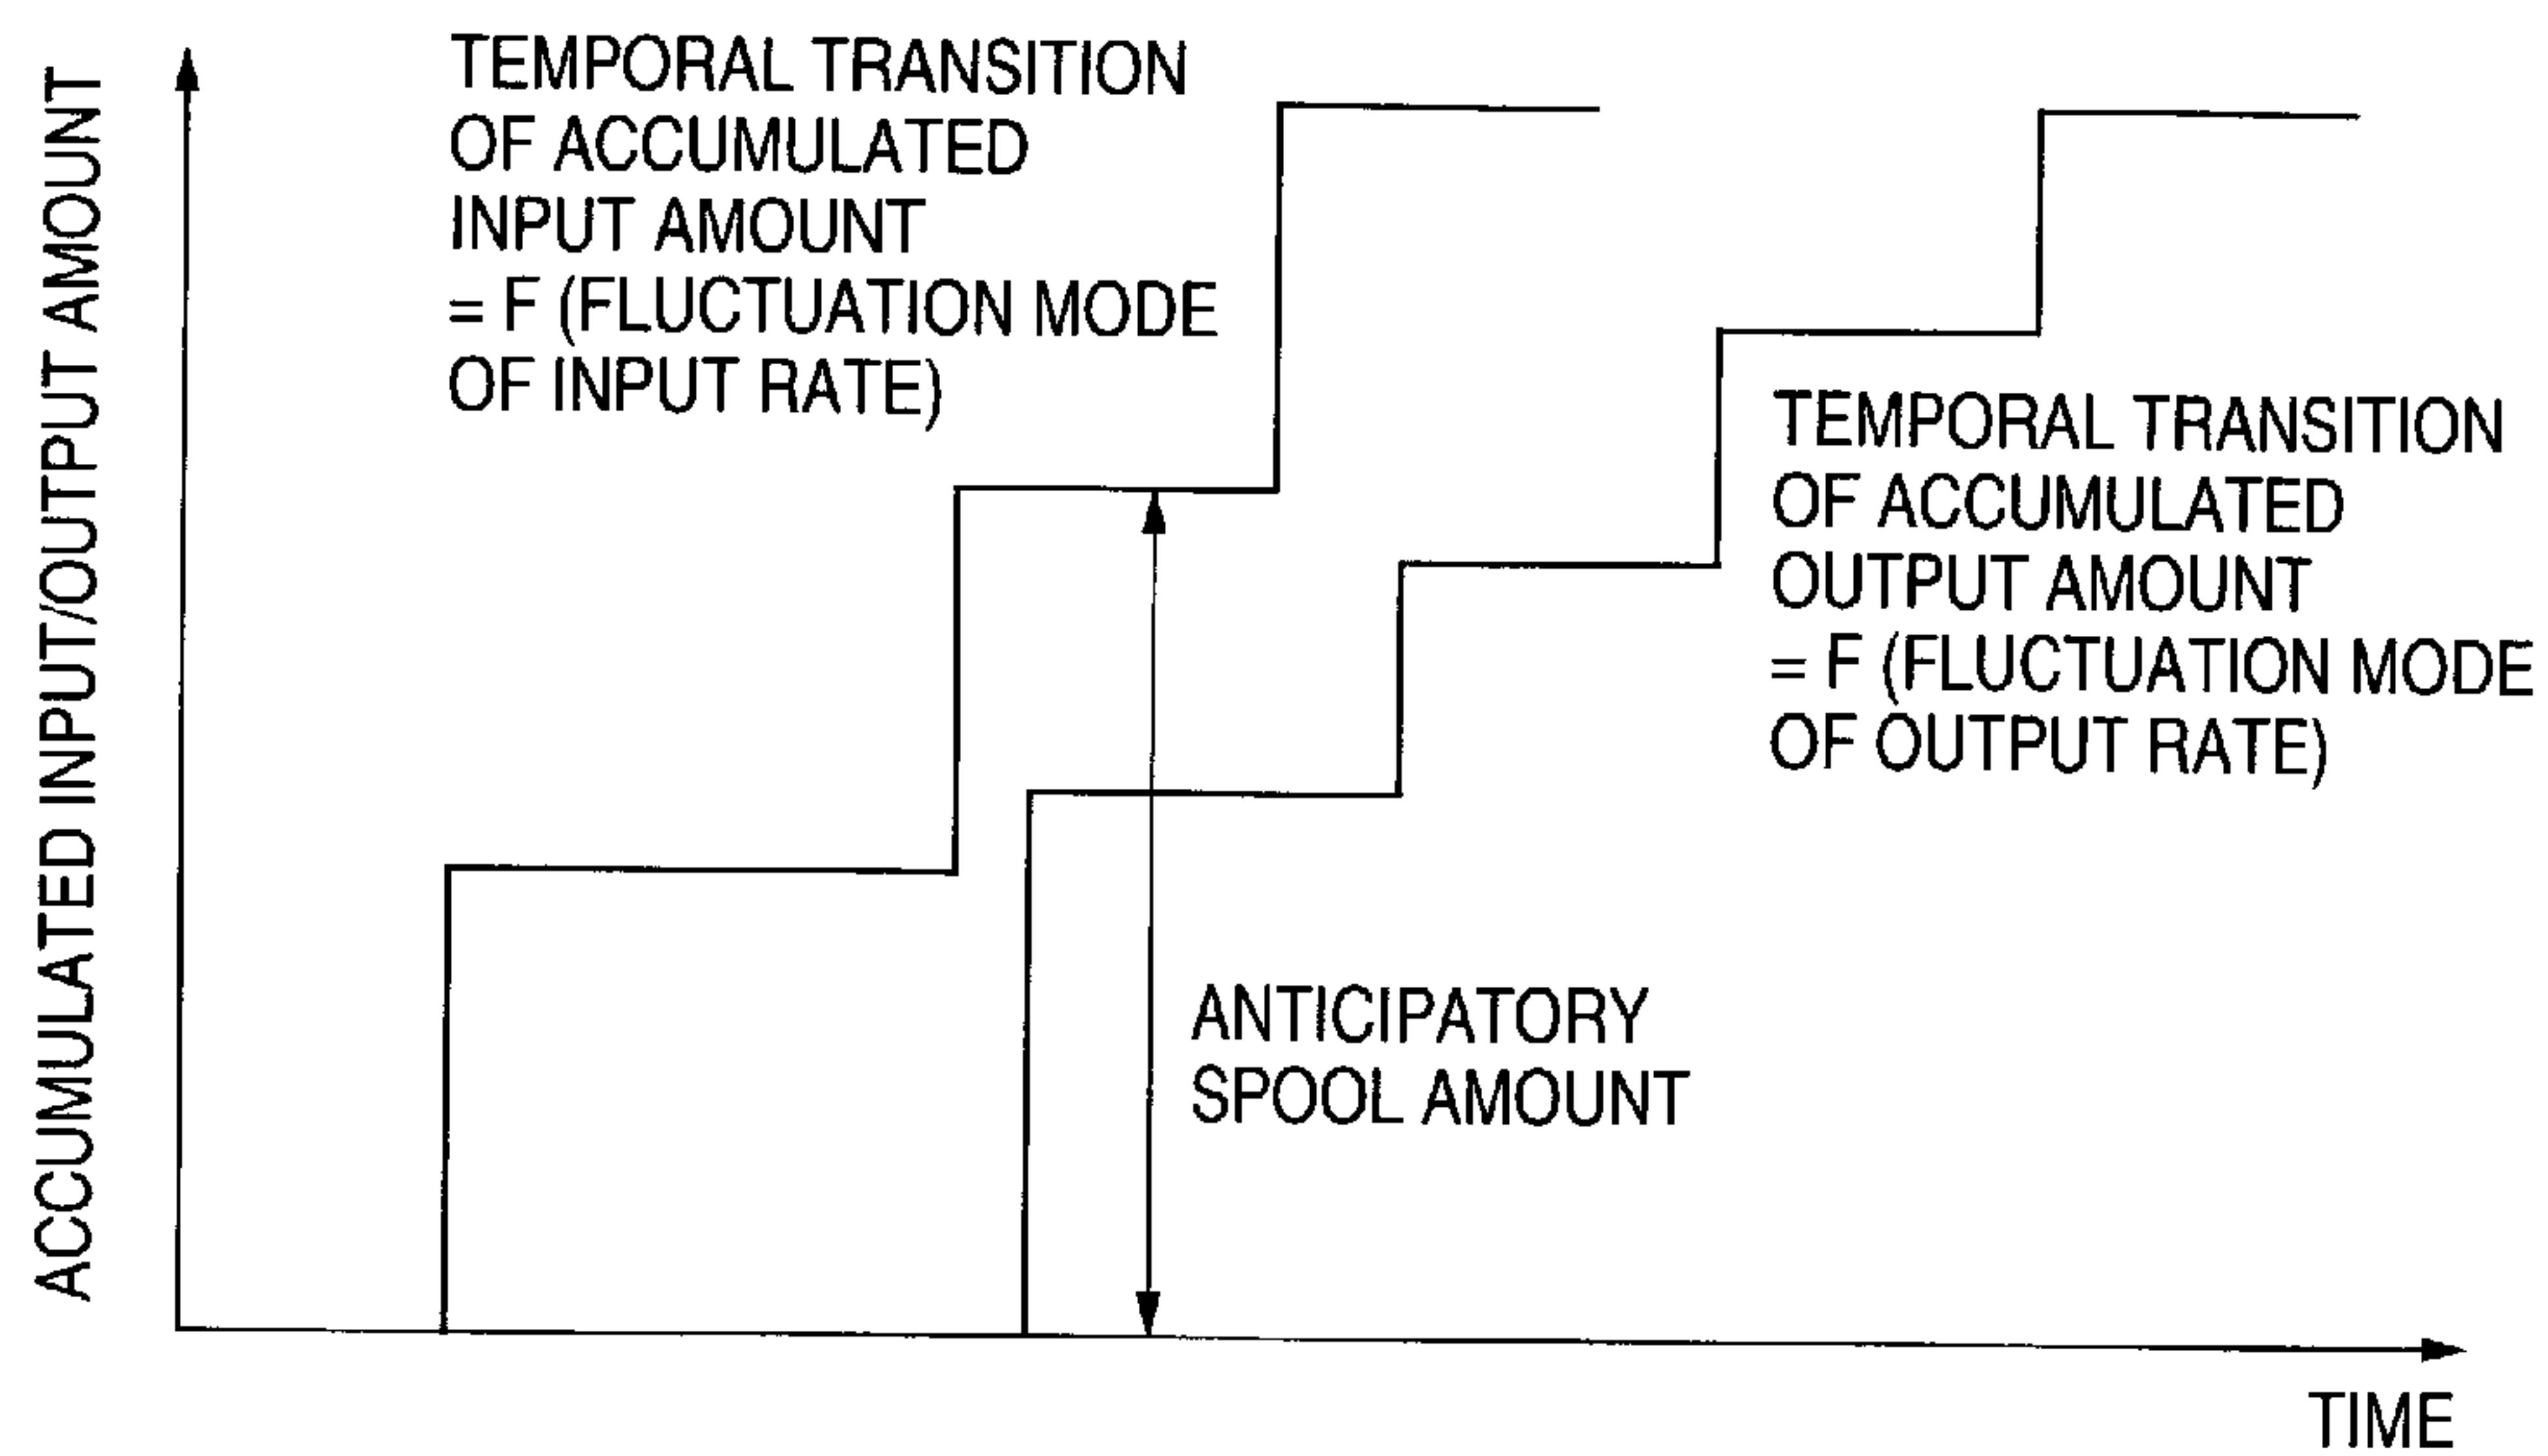 ACCUMULATED INPUT/OUTPUT AMOUNT
TEMPORAL TRANSITION
OF ACCUMULATED
INPUT AMOUNT
= F (FLUCTUATION MODE
OF INPUT RATE)
TEMPORAL TRANSITION
OF ACCUMULATED
OUTPUT AMOUNT
= F (FLUCTUATION MODE
OF OUTPUT RATE)
ANTICIPATORY
SPOOL AMOUNT
TIME